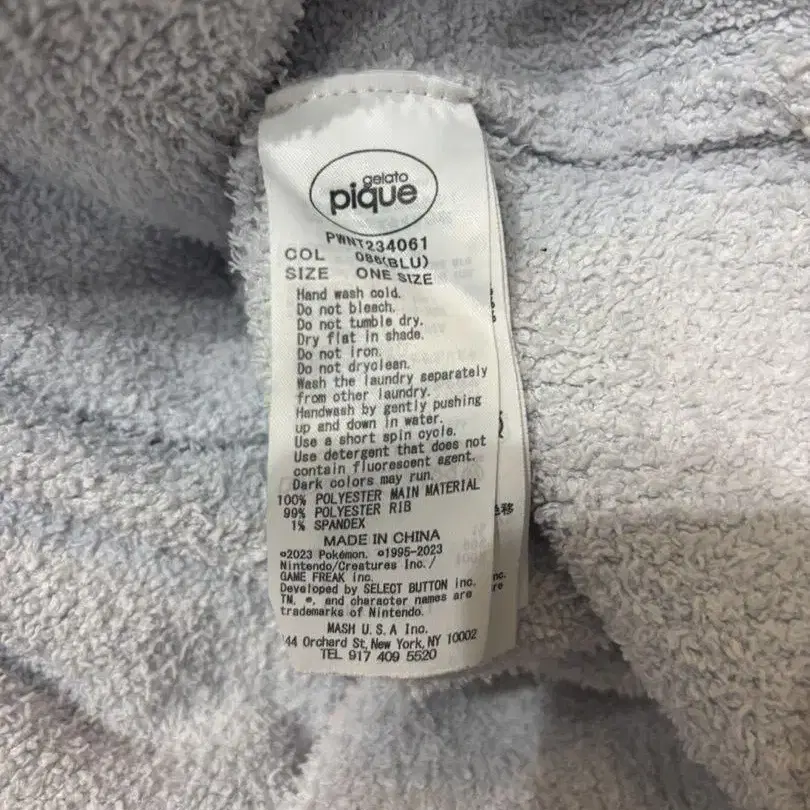 gelato
pique
PWNT234061
COL 086(BLU)
SIZE ONE SIZE
Hand wash cold.
Do not bleach.
Do not tumble dry.
Dry flat in shade.
Do not iron.
Do not dryclean.
Wash the laundry separately
from other laundry.
Handwash by gently pushing
up and down in water.
Use a short spin cycle.
Use detergent that does not
contain fluorescent agent.
Dark colors may run.
100% POLYESTER MAIN MATERIAL
99% POLYESTER RIB
1% SPANDEX
MADE IN CHINA
©2023 Pokémon. ©1995-2023
Nintendo/Creatures Inc./
GAME FREAK inc.
Developed by SELECT BUTTON inc.
TM, ®, and character names are
trademarks of Nintendo.
MASH U.S.A Inc.
44 Orchard St, New York, NY 10002
TEL 917 409 5520
色移
nc.
re